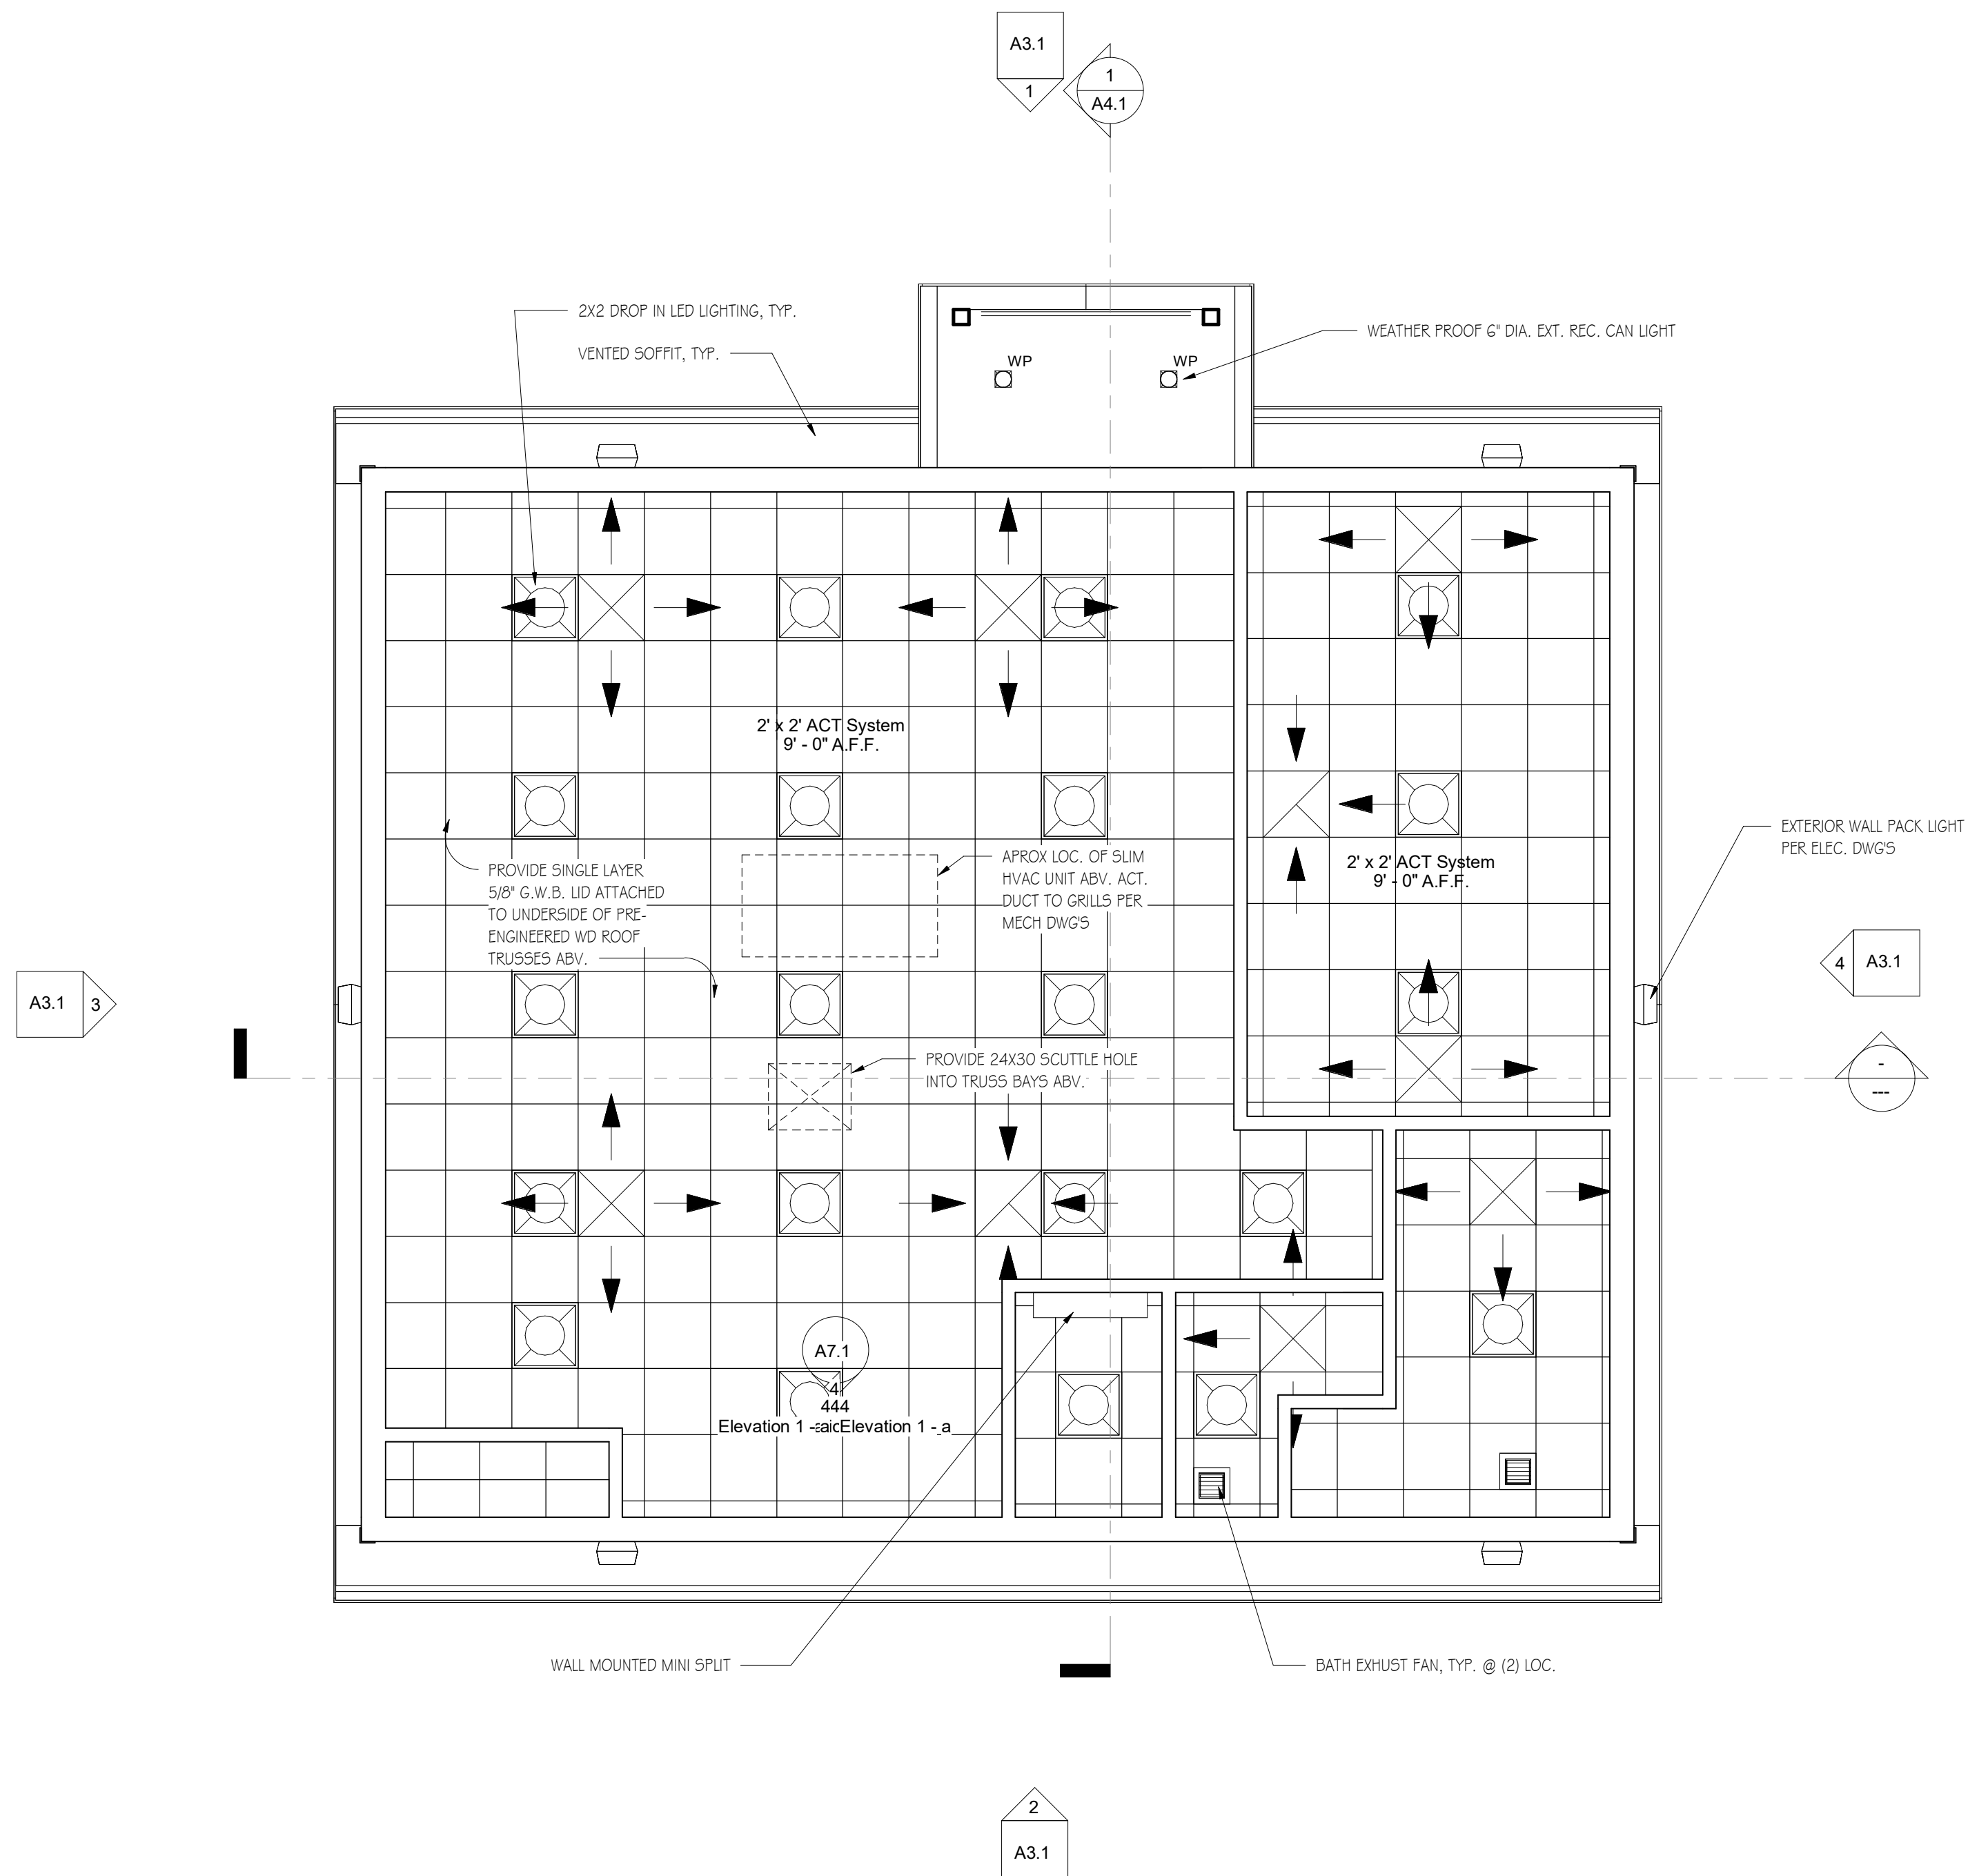 A3.1
1
1
A4.1
2X2 DROP IN LED LIGHTING, TYP.
VENTED SOFFIT, TYP.
WEATHER PROOF 6" DIA. EXT. REC. CAN LIGHT
WP
WP
2' x 2' ACT System
9' - 0" A.F.F.
2' x 2' ACT System
9' - 0" A.F.F.
EXTERIOR WALL PACK LIGHT
PER ELEC. DWG'S
PROVIDE SINGLE LAYER
5/8" G.W.B. LID ATTACHED
TO UNDERSIDE OF PRE-
ENGINEERED WD ROOF
TRUSSES ABV.
APROX LOC. OF SLIM
HVAC UNIT ABV. ACT.
DUCT TO GRILLS PER
MECH DWG'S
A3.1
3
4
A3.1
PROVIDE 24X30 SCUTTLE HOLE
INTO TRUSS BAYS ABV.
-
---
A7.1
4
444
Elevation 1 - Elevation 1 - a
WALL MOUNTED MINI SPLIT
BATH EXHUST FAN, TYP. @ (2) LOC.
2
A3.1